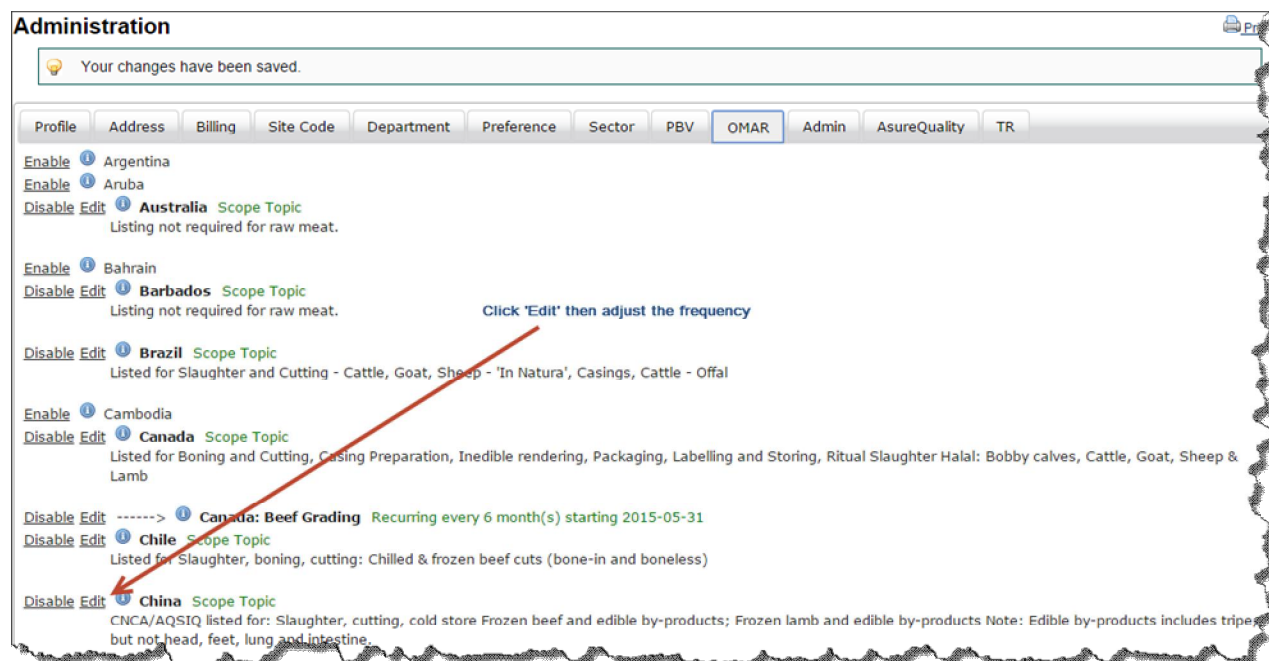 Administration
Your changes have been saved.
Profile Address Billing Site Code Department Preference Sector PBV OMAR Admin AsureQuality TR
Enable Argentina
Enable Aruba
Disable Edit Australia Scope Topic
Listing not required for raw meat.
Enable Bahrain
Disable Edit Barbados Scope Topic
Listing not required for raw meat.
Click 'Edit' then adjust the frequency
Disable Edit Brazil Scope Topic
Listed for Slaughter and Cutting - Cattle, Goat, Sheep - 'In Natura', Casings, Cattle - Offal
Enable Cambodia
Disable Edit Canada Scope Topic
Listed for Boning and Cutting, Casing Preparation, Inedible rendering, Packaging, Labelling and Storing, Ritual Slaughter Halal: Bobby calves, Cattle, Goat, Sheep &
Lamb
Disable Edit ------> Canada: Beef Grading Recurring every 6 month(s) starting 2015-05-31
Disable Edit Chile Scope Topic
Listed for Slaughter, boning, cutting: Chilled & frozen beef cuts (bone-in and boneless)
Disable Edit China Scope Topic
CNCA/AQSIQ listed for: Slaughter, cutting, cold store Frozen beef and edible by-products; Frozen lamb and edible by-products Note: Edible by-products includes tripe
but not head, feet, lung and intestine.